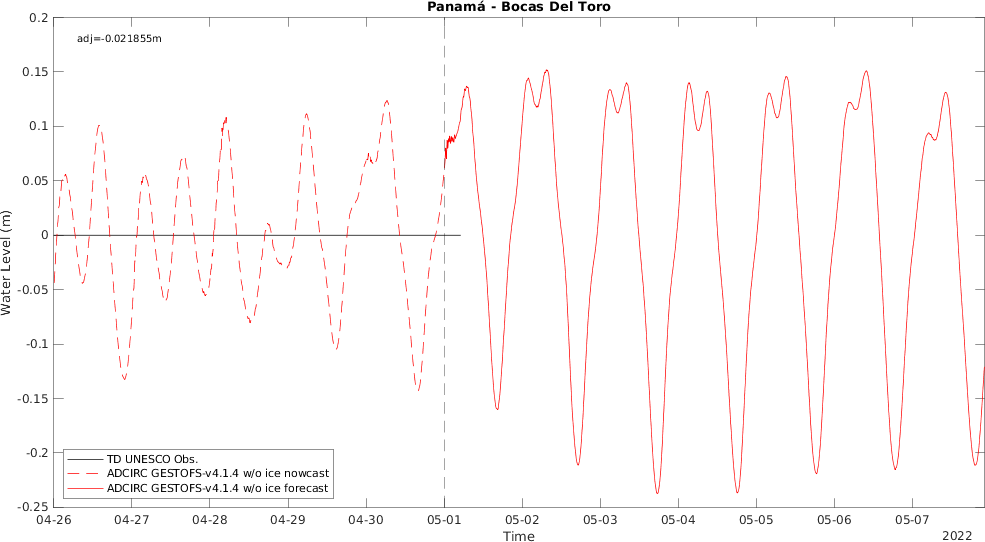 Panamá - Bocas Del Toro
adj=-0.021855m
0.2
0.15
0.1
0.05
0
-0.05
-0.1
-0.15
-0.2
-0.25
Water Level (m)
TD UNESCO Obs.
ADCIRC GESTOFS-v4.1.4 w/o ice nowcast
ADCIRC GESTOFS-v4.1.4 w/o ice forecast
04-26 04-27 04-28 04-29 04-30 05-01 05-02 05-03 05-04 05-05 05-06 05-07
Time
2022